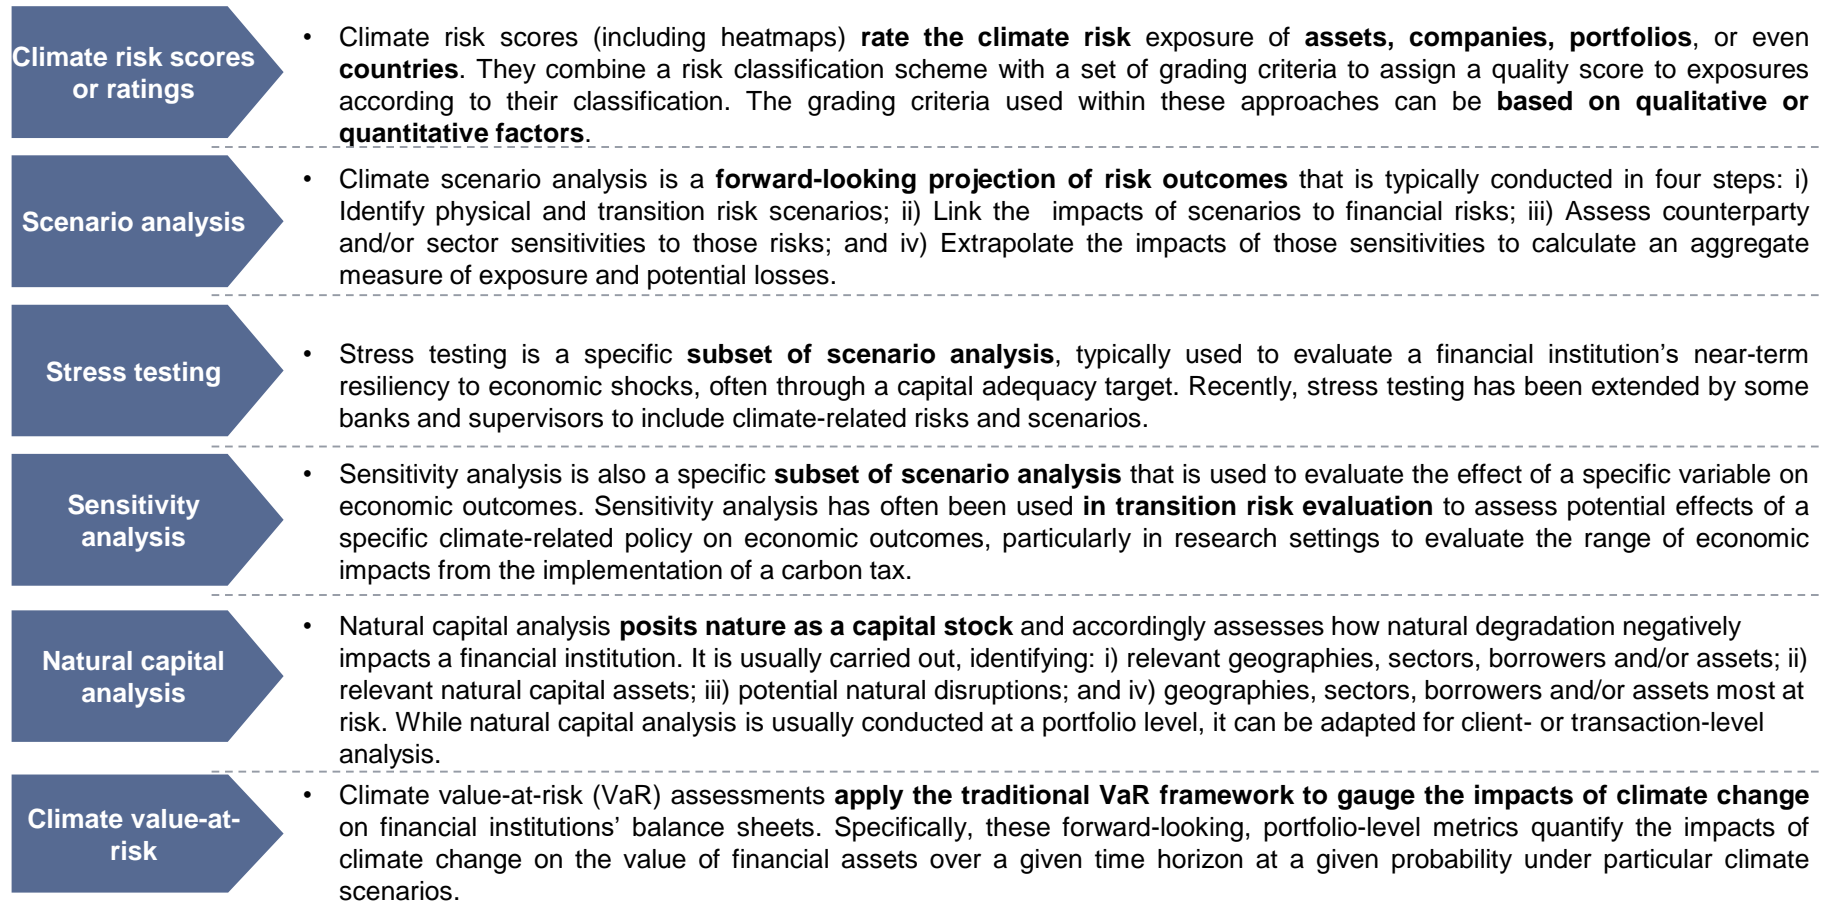 Climate risk scores
or ratings
• Climate risk scores (including heatmaps) rate the climate risk exposure of assets, companies, portfolios, or even
countries. They combine a risk classification scheme with a set of grading criteria to assign a quality score to exposures
according to their classification. The grading criteria used within these approaches can be based on qualitative or
quantitative factors.
Scenario analysis
• Climate scenario analysis is a forward-looking projection of risk outcomes that is typically conducted in four steps: i)
Identify physical and transition risk scenarios; ii) Link the impacts of scenarios to financial risks; iii) Assess counterparty
and/or sector sensitivities to those risks; and iv) Extrapolate the impacts of those sensitivities to calculate an aggregate
measure of exposure and potential losses.
Stress testing
• Stress testing is a specific subset of scenario analysis, typically used to evaluate a financial institution’s near-term
resiliency to economic shocks, often through a capital adequacy target. Recently, stress testing has been extended by some
banks and supervisors to include climate-related risks and scenarios.
Sensitivity
analysis
• Sensitivity analysis is also a specific subset of scenario analysis that is used to evaluate the effect of a specific variable on
economic outcomes. Sensitivity analysis has often been used in transition risk evaluation to assess potential effects of a
specific climate-related policy on economic outcomes, particularly in research settings to evaluate the range of economic
impacts from the implementation of a carbon tax.
Natural capital
analysis
• Natural capital analysis posits nature as a capital stock and accordingly assesses how natural degradation negatively
impacts a financial institution. It is usually carried out, identifying: i) relevant geographies, sectors, borrowers and/or assets; ii)
relevant natural capital assets; iii) potential natural disruptions; and iv) geographies, sectors, borrowers and/or assets most at
risk. While natural capital analysis is usually conducted at a portfolio level, it can be adapted for client- or transaction-level
analysis.
Climate value-at-
risk
• Climate value-at-risk (VaR) assessments apply the traditional VaR framework to gauge the impacts of climate change
on financial institutions’ balance sheets. Specifically, these forward-looking, portfolio-level metrics quantify the impacts of
climate change on the value of financial assets over a given time horizon at a given probability under particular climate
scenarios.